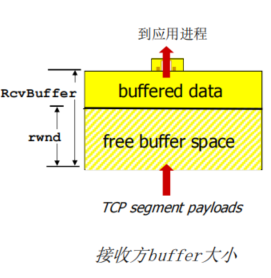 到应用进程
RcvBuffer
buffered data
rwnd
free buffer space
TCP segment payloads
接收方buffer大小